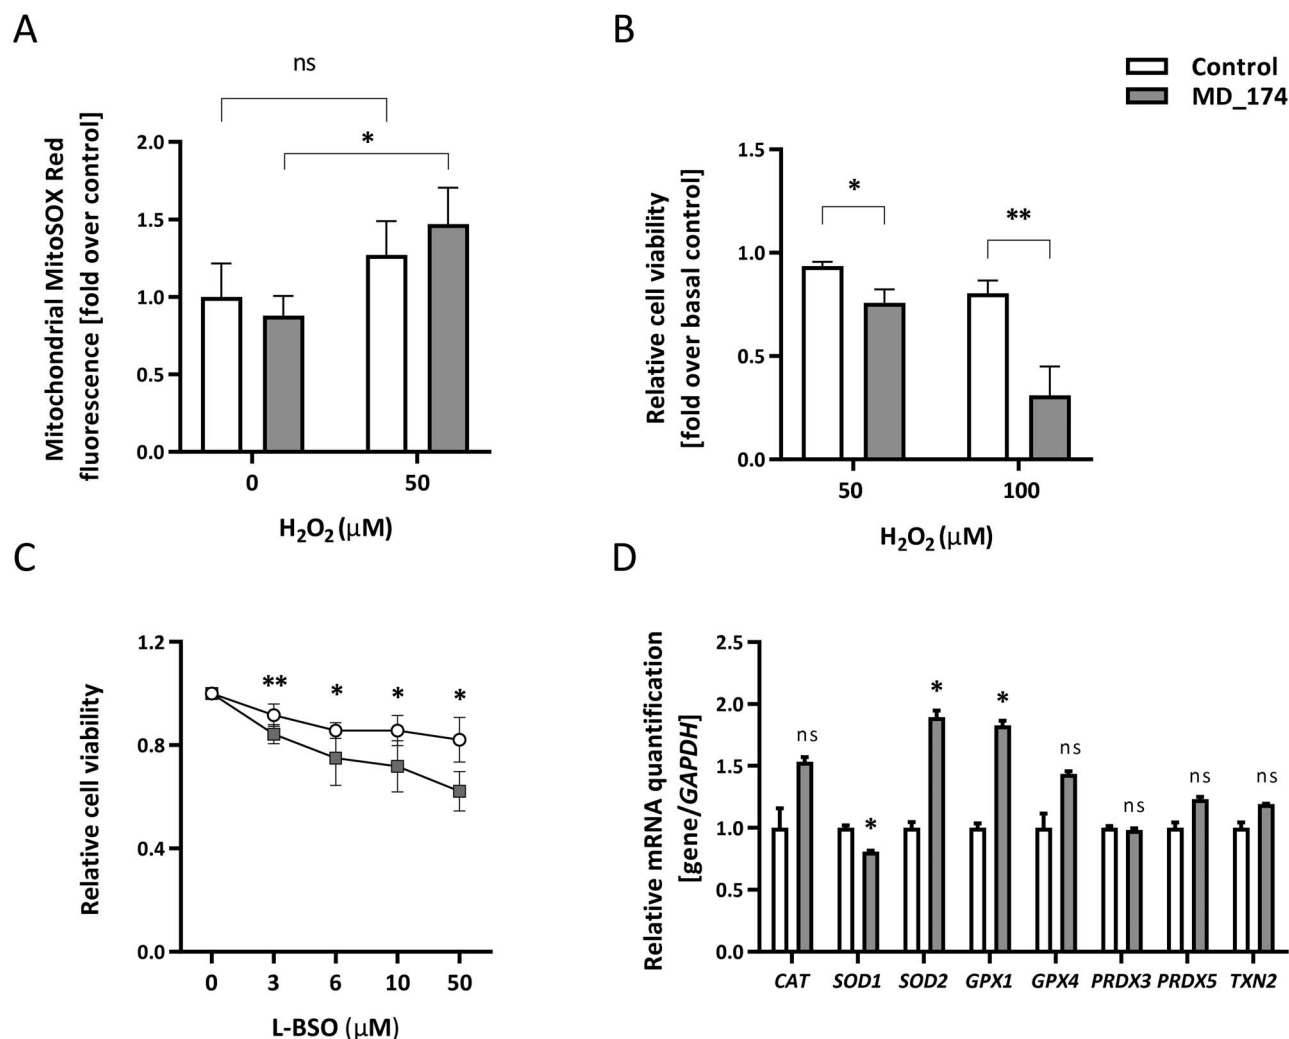 A
ns
*
Mitochondrial MitoSOX Red
fluorescence [fold over control]
2.0
1.5
1.0
0.5
0.0
0
50
H₂O₂ (μM)
B
Control
MD_174
Relative cell viability
[fold over basal control]
1.5
1.0
0.5
0.0
*
**
50
100
H₂O₂ (μM)
C
Relative cell viability
1.2
0.8
0.4
0.0
** * * *
0 3 6 10 50
L-BSO (μM)
D
Relative mRNA quantification
[gene/GAPDH]
2.5
2.0
1.5
1.0
0.5
0.0
ns * * * ns ns ns ns
CAT SOD1 SOD2 GPX1 GPX4 PRDX3 PRDX5 TXN2